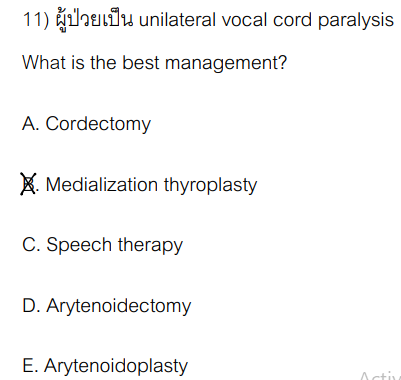 11) ผู้ป่วยเป็น unilateral vocal cord paralysis
What is the best management?
A. Cordectomy
B. Medialization thyroplasty
C. Speech therapy
D. Arytenoidectomy
E. Arytenoidoplasty